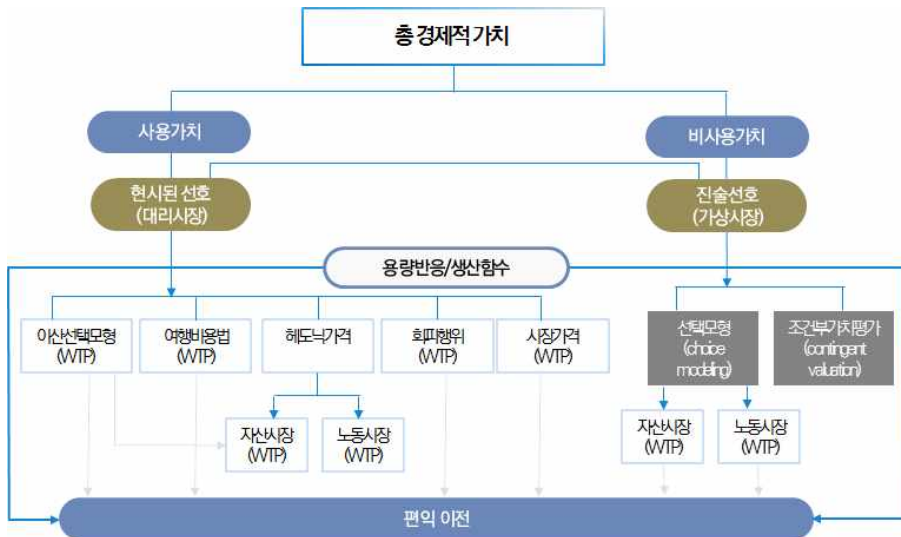 총 경제적 가치
사용가치
비사용가치
현시된 선호
(대리시장)
진술선호
(가상시장)
용량반응/생산함수
이산선택모형
(WTP)
여행비용법
(WTP)
헤도닉가격
회피행위
(WTP)
시장가격
(WTP)
선택모형
(choice
modeling)
조건부가치평가
(contingent
valuation)
자산시장
(WTP)
노동시장
(WTP)
자산시장
(WTP)
노동시장
(WTP)
편익 이전